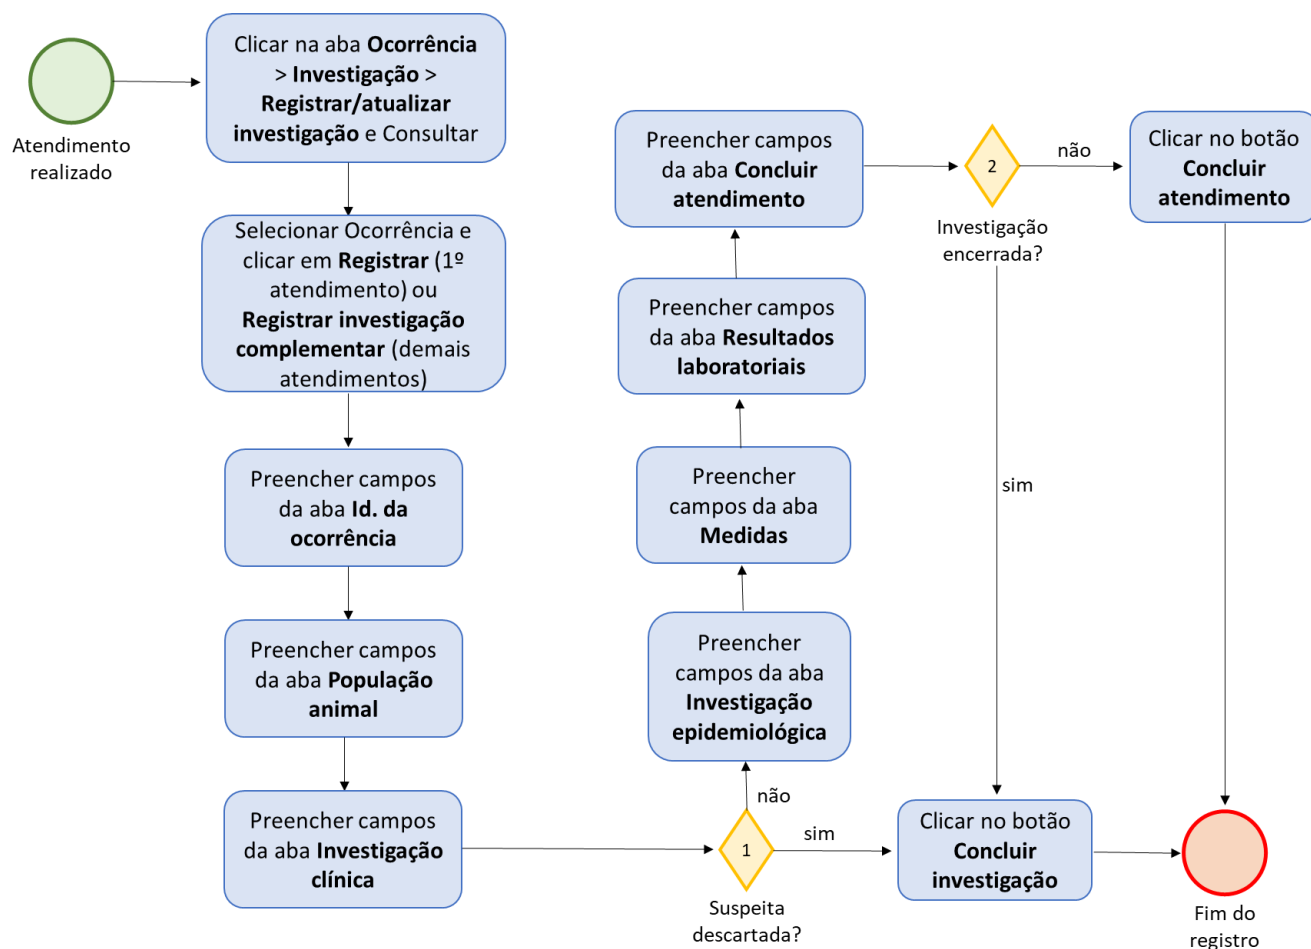 Atendimento
realizado
Clicar na aba Ocorrência
> Investigação >
Registrar/atualizar
investigação e Consultar
Selecionar Ocorrência e
clicar em Registrar (1º
atendimento) ou
Registrar investigação
complementar (demais
atendimentos)
Preencher campos
da aba Id. da
ocorrência
Preencher campos
da aba População
animal
Preencher campos
da aba Investigação
clínica
1
Suspeita
descartada?
não
sim
Preencher
campos da aba
Investigação
epidemiológica
Preencher
campos da aba
Medidas
Preencher campos
da aba Resultados
laboratoriais
Preencher campos
da aba Concluir
atendimento
2
Investigação
encerrada?
não
sim
Clicar no botão
Concluir
atendimento
Clicar no botão
Concluir
investigação
Fim do
registro